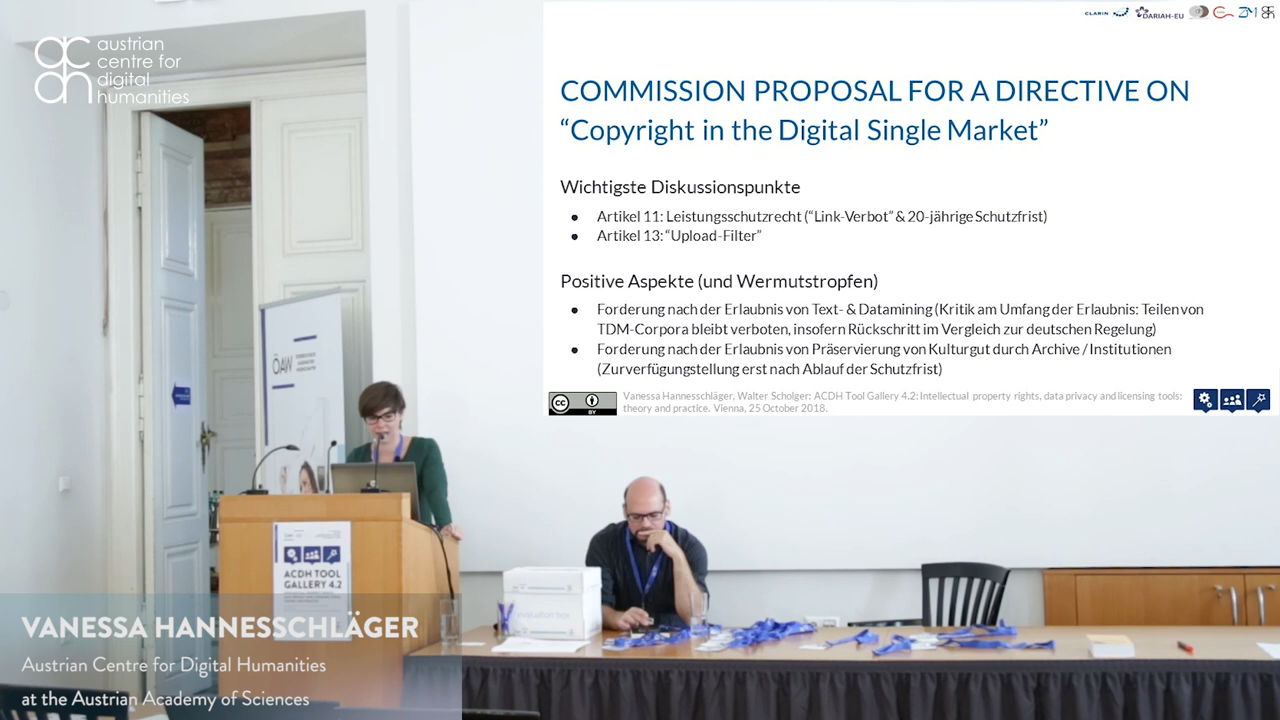 austrian
centre for
digital
humanities
CLARIN
DARIAH-EU
COMMISSION PROPOSAL FOR A DIRECTIVE ON
“Copyright in the Digital Single Market”
Wichtigste Diskussionspunkte
● Artikel 11: Leistungsschutzrecht (“Link-Verbot” & 20-jährige Schutzfrist)
● Artikel 13: “Upload-Filter”
Positive Aspekte (und Wermutstropfen)
● Forderung nach der Erlaubnis von Text- & Datamining (Kritik am Umfang der Erlaubnis: Teilen von
TDM-Corpora bleibt verboten, insofern Rückschritt im Vergleich zur deutschen Regelung)
● Forderung nach der Erlaubnis von Präservierung von Kulturgut durch Archive / Institutionen
(Zurverfügungstellung erst nach Ablauf der Schutzfrist)
cc BY
Vanessa Hannesschläger, Walter Scholger: ACDH Tool Gallery 4.2: Intellectual property rights, data privacy and licensing tools:
theory and practice. Vienna, 25 October 2018.
ÖAW
ACDH TOOL
GALLERY 4.2
evaluation box
VANESSA HANNESSCHLÄGER
Austrian Centre for Digital Humanities
at the Austrian Academy of Sciences